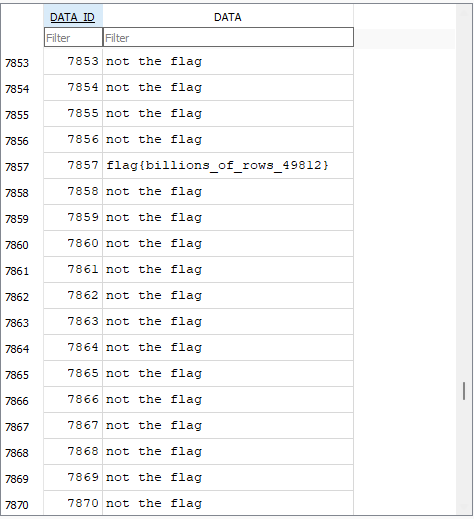 DATA_ID DATA
Filter Filter
7853 7853 not the flag
7854 7854 not the flag
7855 7855 not the flag
7856 7856 not the flag
7857 7857 flag{billions_of_rows_49812}
7858 7858 not the flag
7859 7859 not the flag
7860 7860 not the flag
7861 7861 not the flag
7862 7862 not the flag
7863 7863 not the flag
7864 7864 not the flag
7865 7865 not the flag
7866 7866 not the flag
7867 7867 not the flag
7868 7868 not the flag
7869 7869 not the flag
7870 7870 not the flag